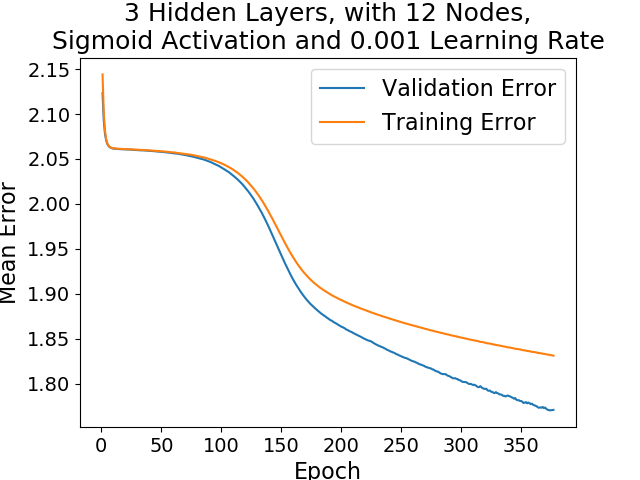 3 Hidden Layers, with 12 Nodes,
Sigmoid Activation and 0.001 Learning Rate
Validation Error
Training Error
Mean Error
2.15
2.10
2.05
2.00
1.95
1.90
1.85
1.80
0 50 100 150 200 250 300 350
Epoch